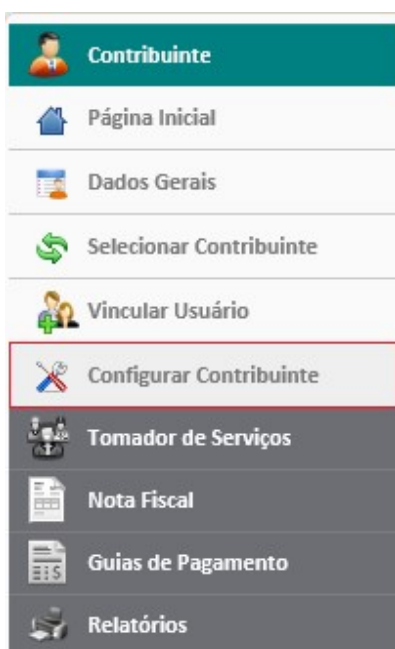 Contribuinte
Página Inicial
Dados Gerais
Selecionar Contribuinte
Vincular Usuário
Configurar Contribuinte
Tomador de Serviços
Nota Fiscal
Guias de Pagamento
Relatórios